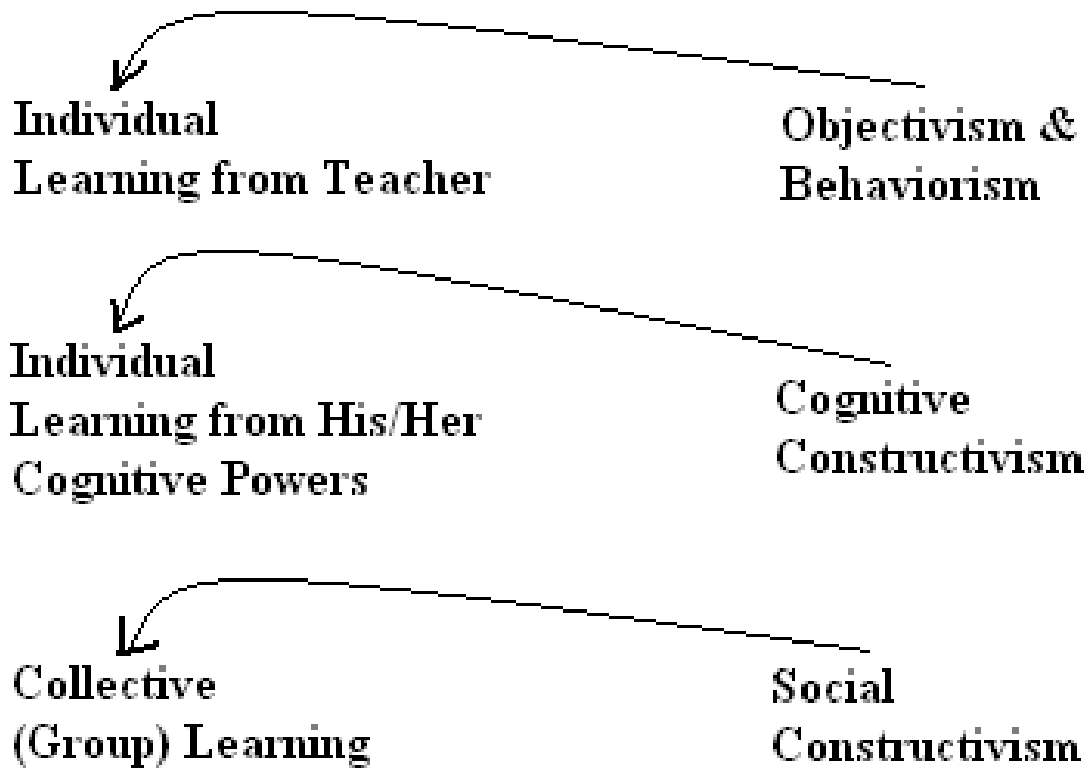 Individual
Learning from Teacher
Objectivism &
Behaviorism
Individual
Learning from His/Her
Cognitive Powers
Cognitive
Constructivism
Collective
(Group) Learning
Social
Constructivism